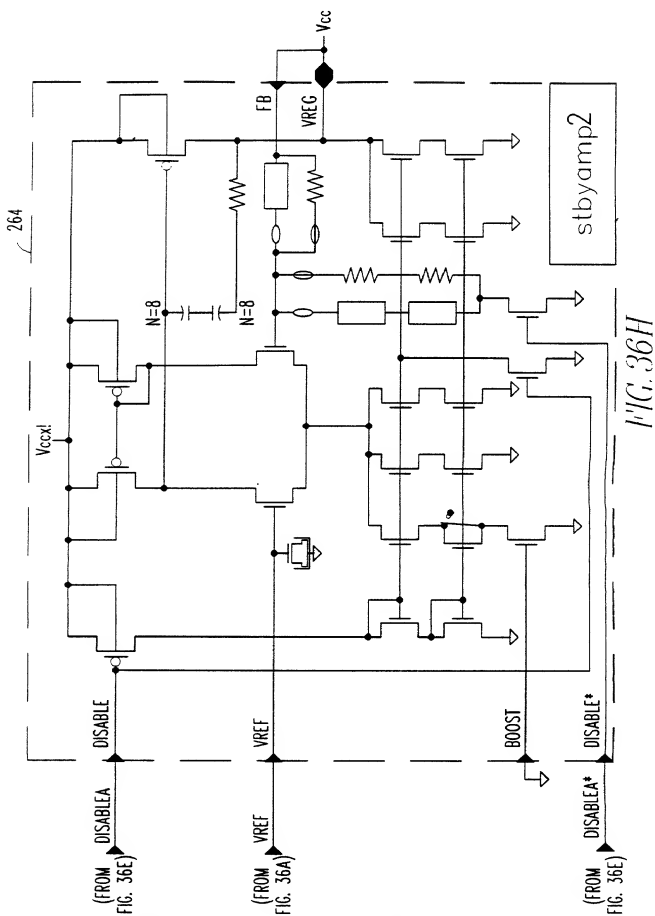 264
Vccx!
DISABLEA
DISABLE
(FROM
FIG. 36E)
VREF
VREF
(FROM
FIG. 36A)
BOOST
DISABLEA*
DISABLE*
(FROM
FIG. 36E)
N=8
N=8
FB
VREG
Vcc
stbyamp2
FIG. 36H